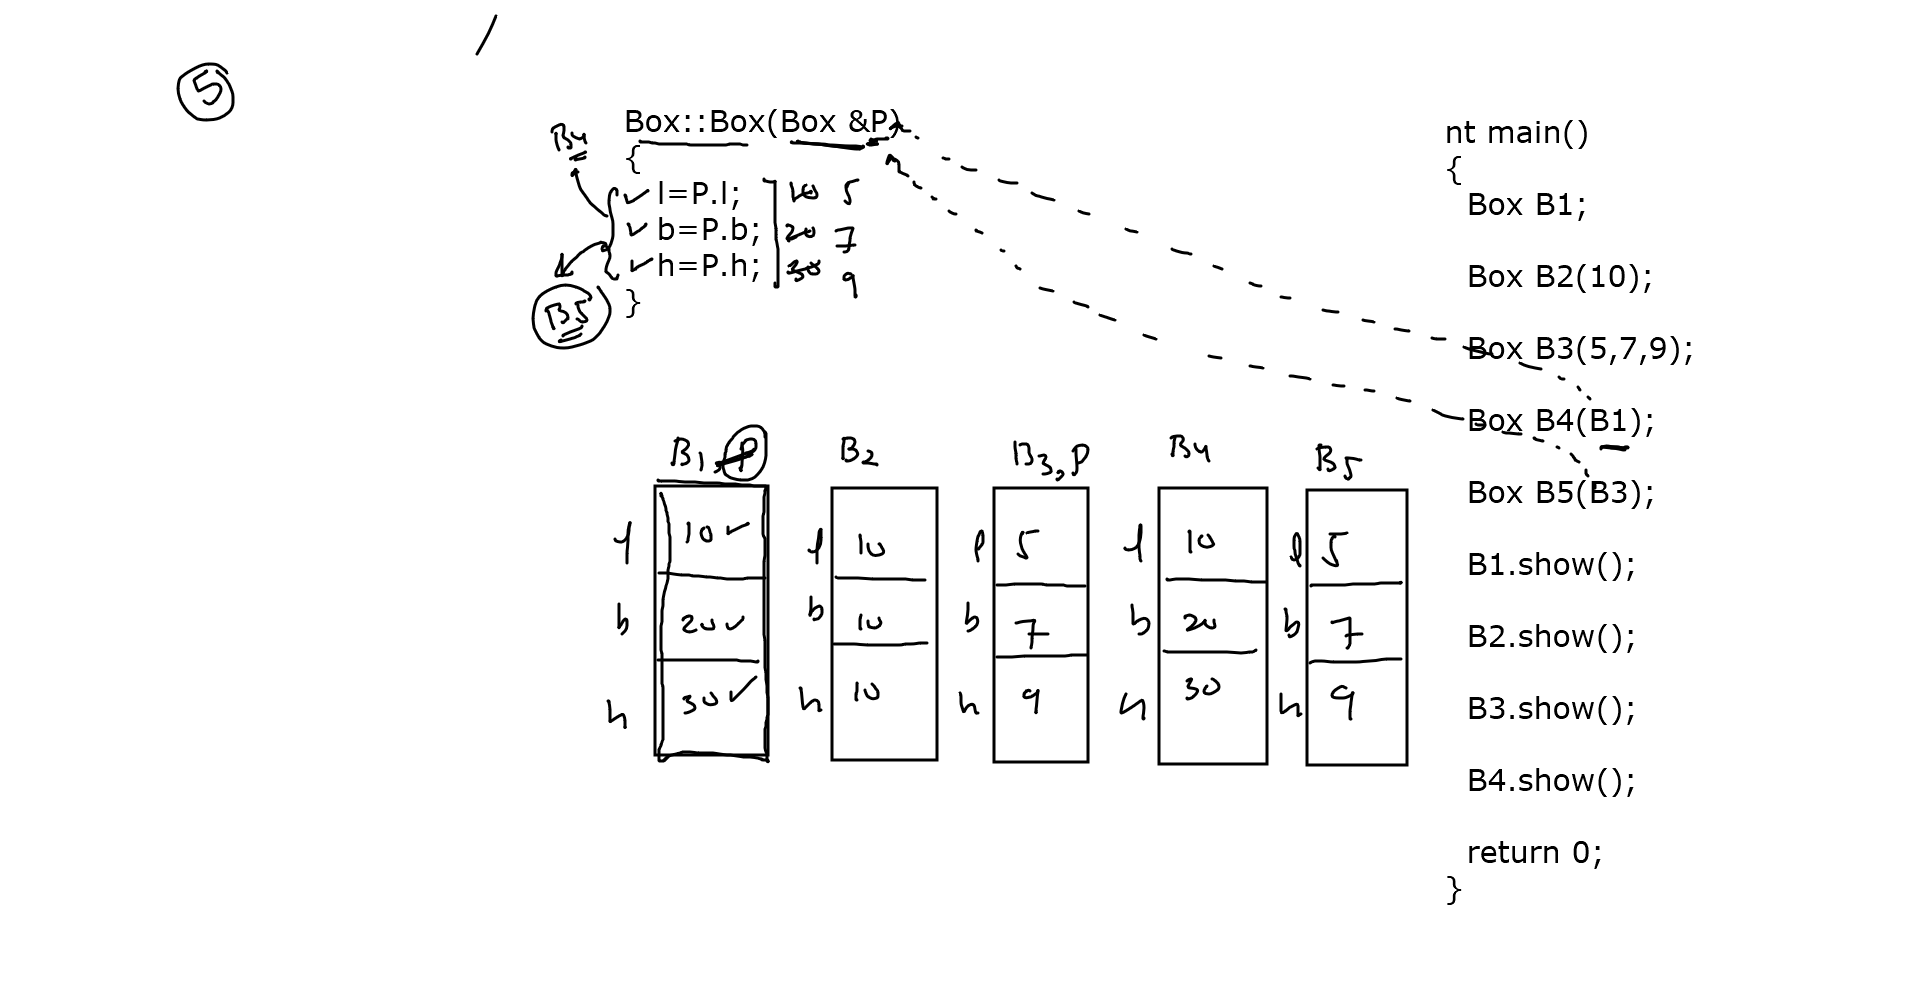 5
Box::Box(Box &P)
B4
{
l=P.l; 10 5
b=P.b; 20 7
h=P.h; 30 9
}
B5
B1, P B2 B3, P B4 B5
l 10 l 10 l 5 l 10 l 5
b 20 b 10 b 7 b 20 b 7
h 30 h 10 h 9 h 30 h 9
nt main()
{
Box B1;
Box B2(10);
Box B3(5,7,9);
Box B4(B1);
Box B5(B3);
B1.show();
B2.show();
B3.show();
B4.show();
return 0;
}